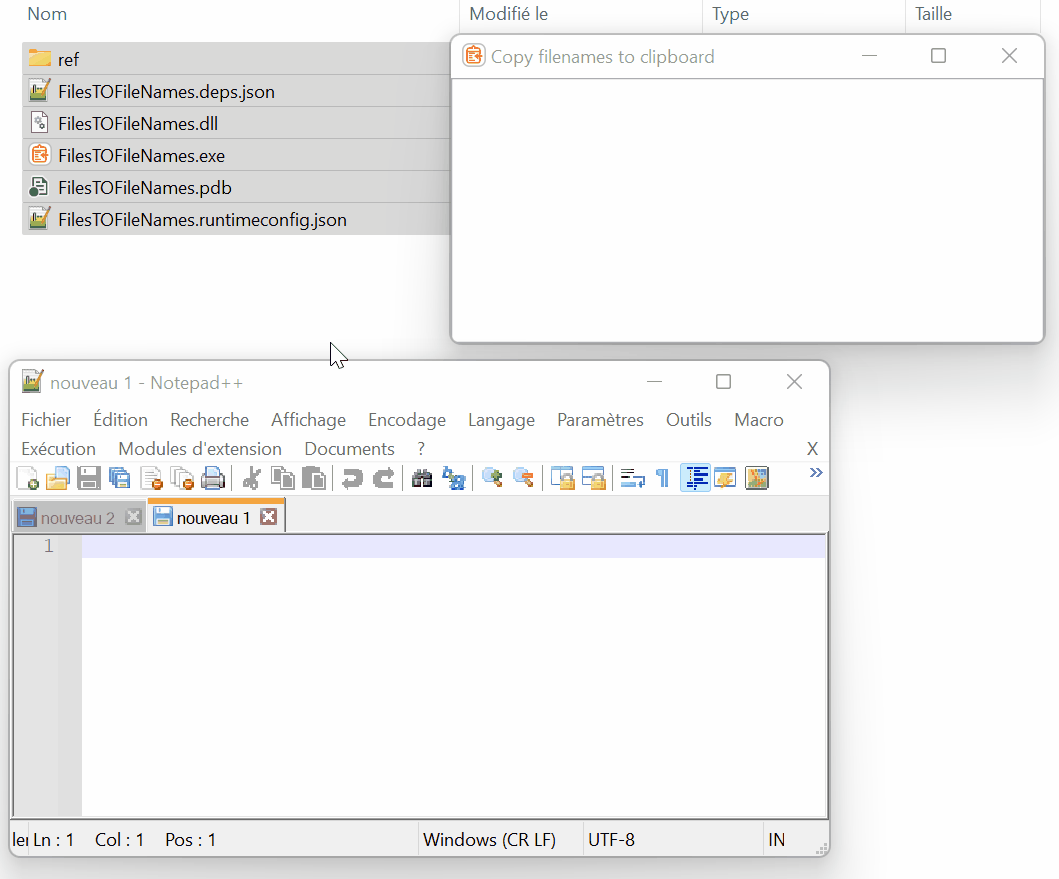 Nom Modifié le Type Taille
ref
Copy filenames to clipboard
FilesTOFileNames.deps.json
FilesTOFileNames.dll
FilesTOFileNames.exe
FilesTOFileNames.pdb
FilesTOFileNames.runtimeconfig.json
nouveau 1 - Notepad++
Fichier Édition Recherche Affichage Encodage Langage Paramètres Outils Macro
Exécution Modules d'extension Documents ? X
nouveau 2 nouveau 1
1
Ln : 1 Col : 1 Pos : 1 Windows (CR LF) UTF-8 IN